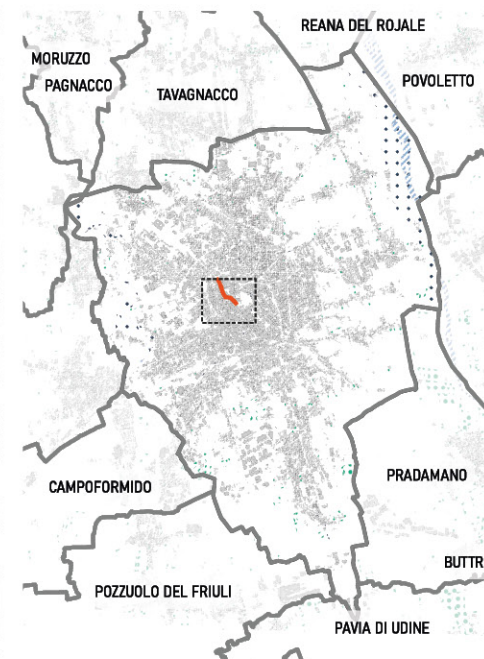 REANA DEL ROJALE
MORUZZO
PAGNACCO
TAVAGNACCO
POVOLETTO
CAMPOFORMIDO
PRADAMANO
BUTTR
POZZUOLO DEL FRIULI
PAVIA DI UDINE